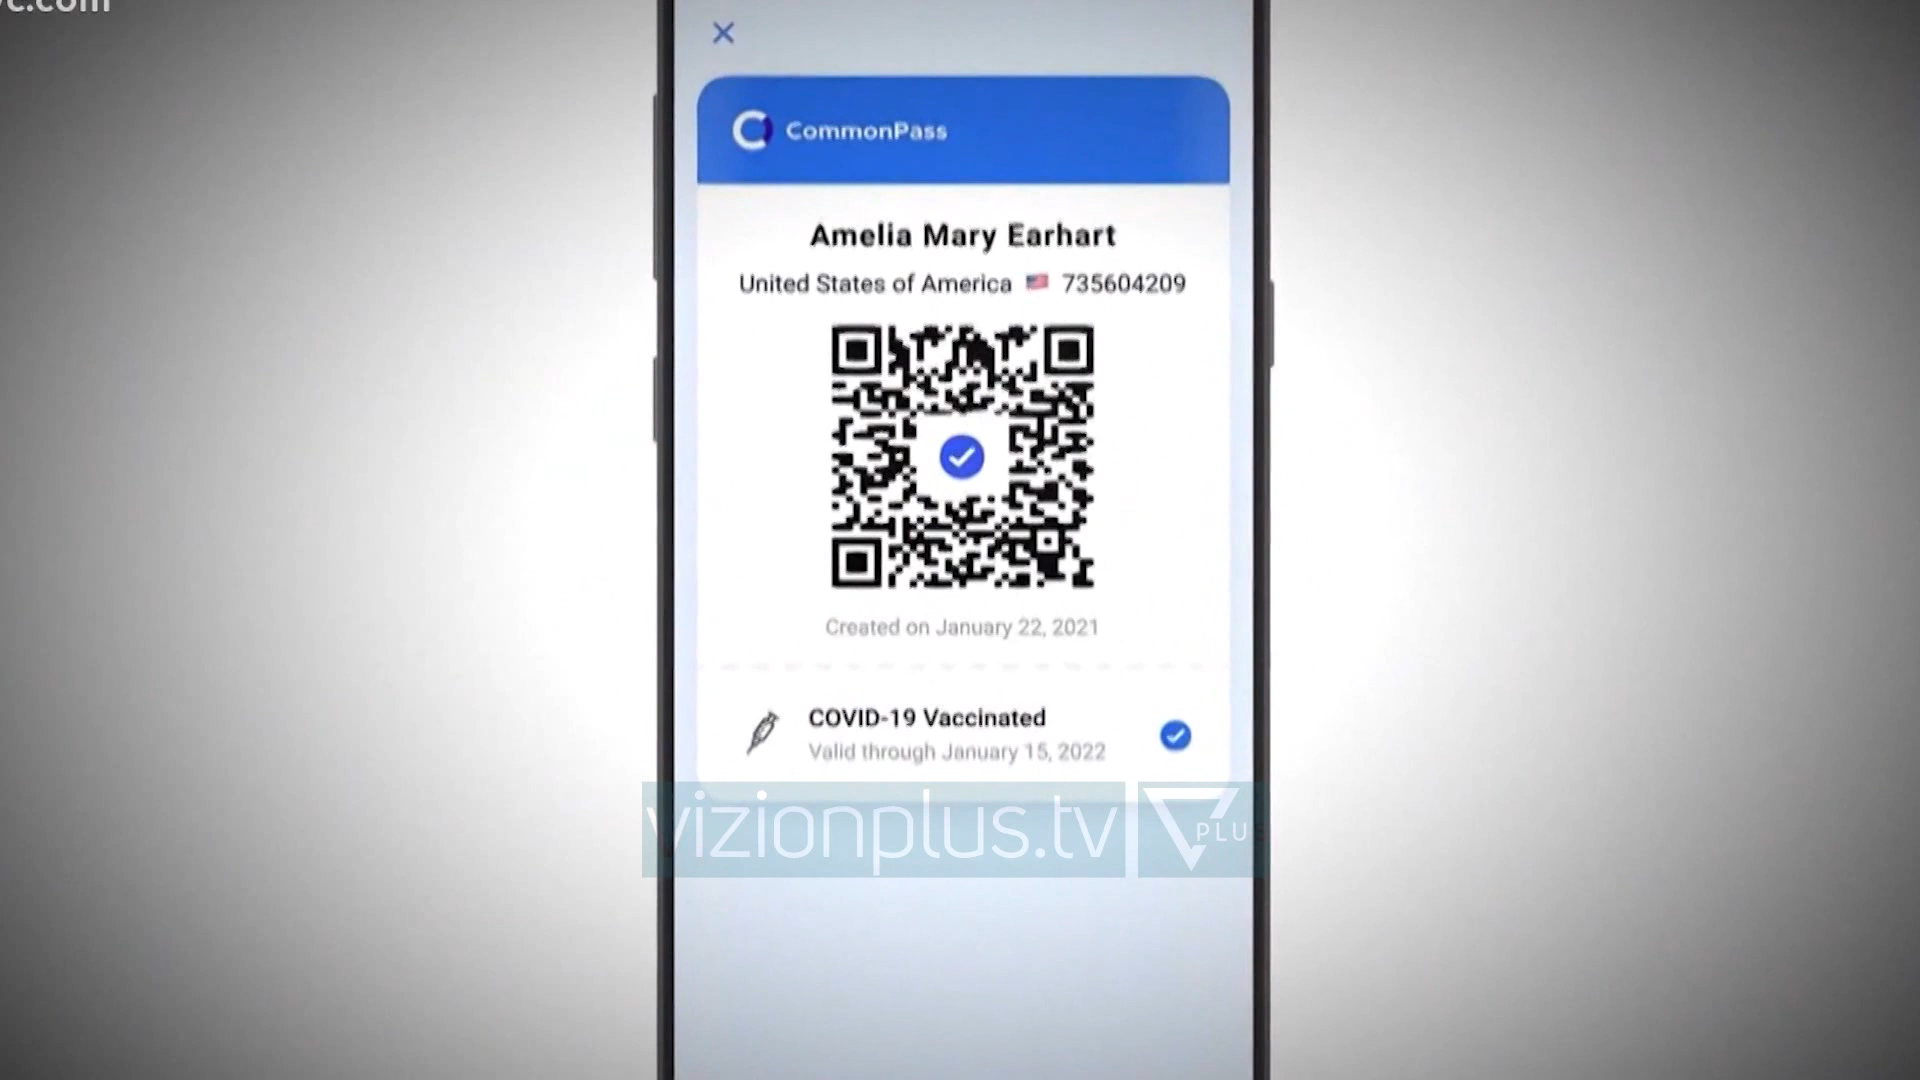 CommonPass
Amelia Mary Earhart
United States of America 735604209
Created on January 22, 2021
COVID-19 Vaccinated
Valid through January 15, 2022
vizionplus.tv PLUS